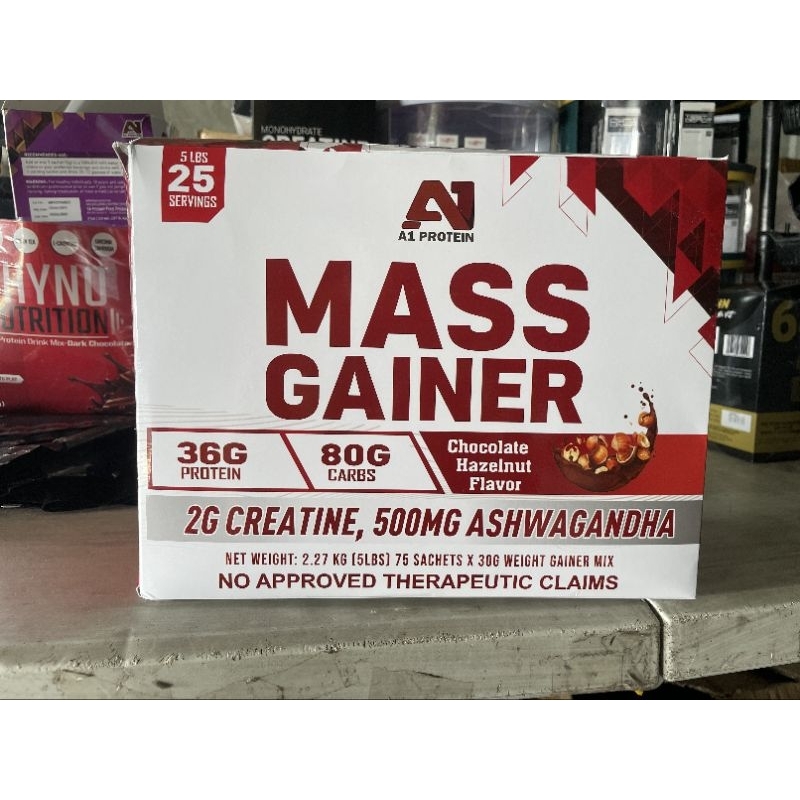 5 LBS
25
SERVINGS
A1 PROTEIN
MASS
GAINER
36G
PROTEIN
80G
CARBS
Chocolate
Hazelnut
Flavor
2G CREATINE, 500MG ASHWAGANDHA
NET WEIGHT: 2.27 KG (5LBS) 75 SACHETS X 30G WEIGHT GAINER MIX
NO APPROVED THERAPEUTIC CLAIMS
MONOHYDRATE
Protein Drink Mix-Dark Chocolate